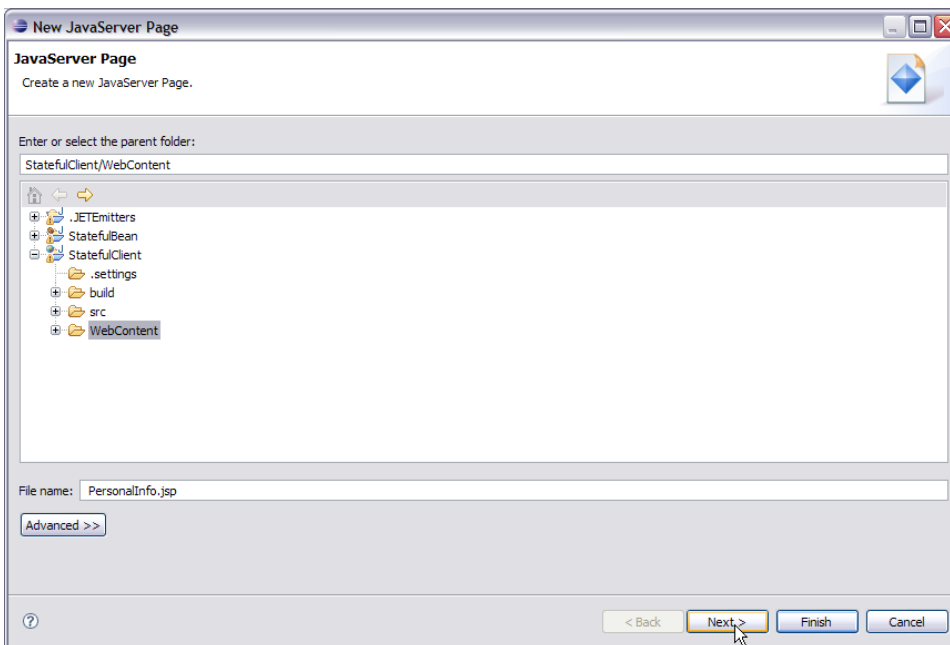 New JavaServer Page
JavaServer Page
Create a new JavaServer Page.
Enter or select the parent folder:
StatefulClient/WebContent
.JETEmitters
StatefulBean
StatefulClient
.settings
build
src
WebContent
File name: PersonalInfo.jsp
Advanced >>
? < Back Next > Finish Cancel